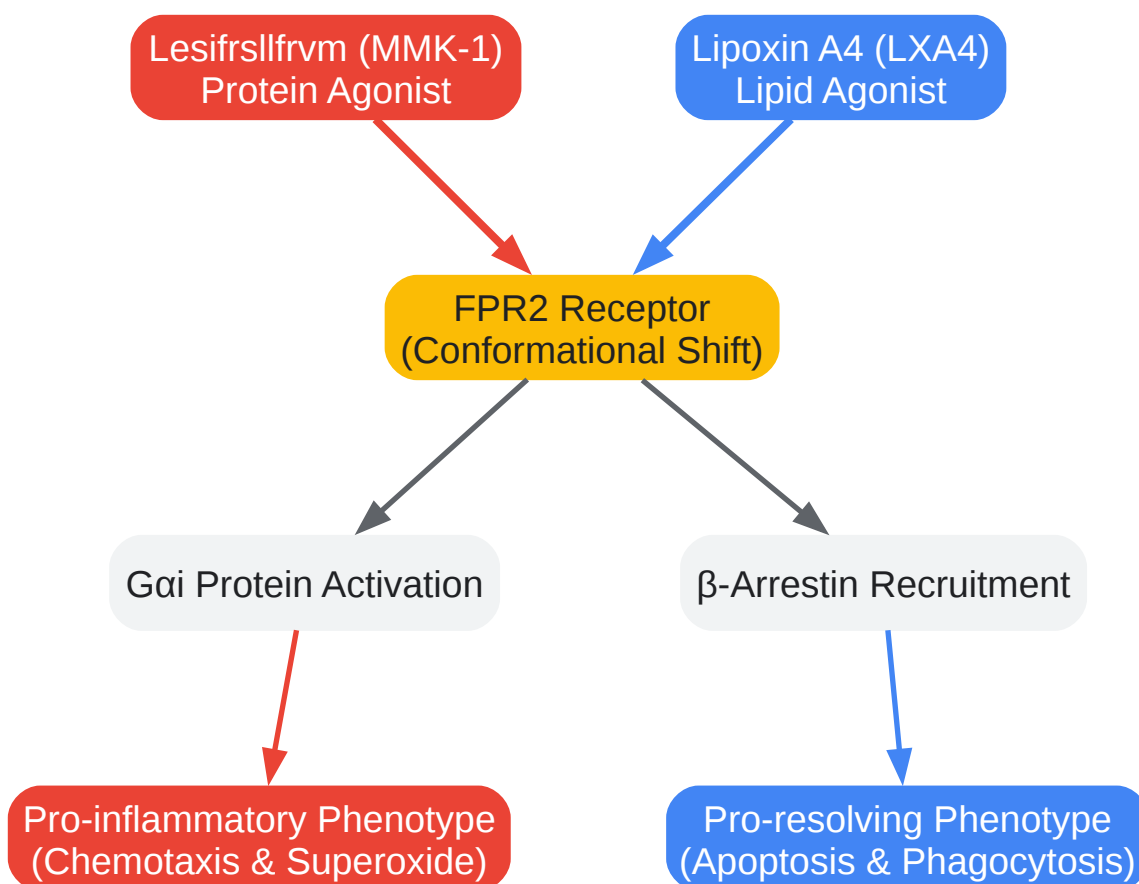 Lesifrsllfrvm (MMK-1)
Protein Agonist
Lipoxin A4 (LXA4)
Lipid Agonist
FPR2 Receptor
(Conformational Shift)
Gαi Protein Activation
β-Arrestin Recruitment
Pro-inflammatory Phenotype
(Chemotaxis & Superoxide)
Pro-resolving Phenotype
(Apoptosis & Phagocytosis)